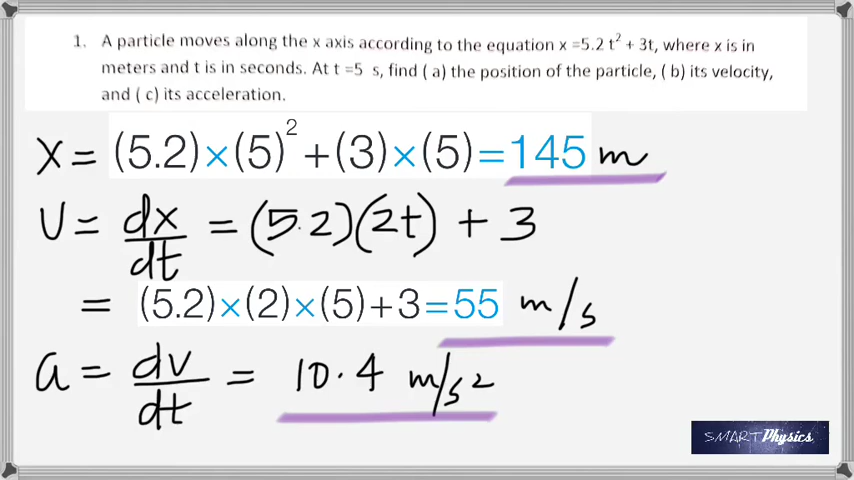 1. A particle moves along the x axis according to the equation x =5.2 t² + 3t, where x is in
meters and t is in seconds. At t =5 s, find ( a) the position of the particle, ( b) its velocity,
and ( c) its acceleration.
x = (5.2)×(5)²+(3)×(5)=145 m
v = dx/dt = (5.2)(2t) + 3
= (5.2)×(2)×(5)+3=55 m/s
a = dv/dt = 10.4 m/s²
SMART Physics